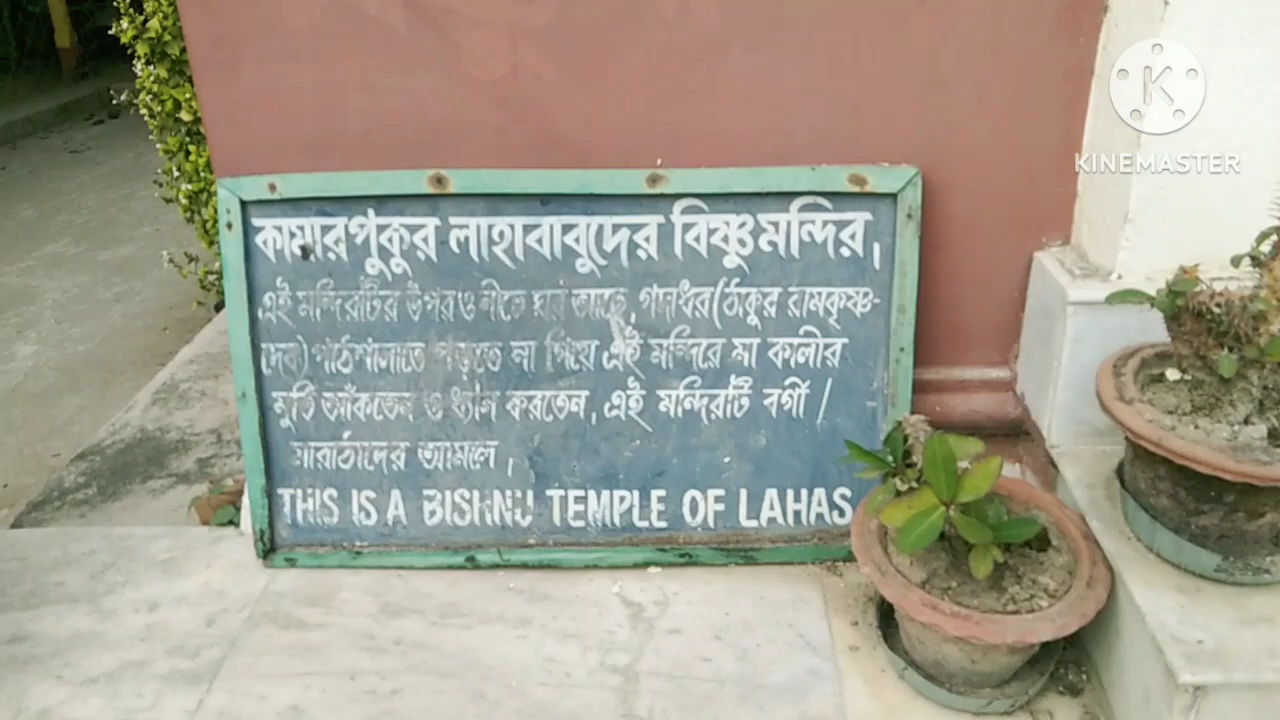 কামারপুকুর লাহাবাবুদের বিষ্ণুমন্দির,
এই মন্দিরটির উপর ও নীচে ঘর আছে, গদাধর (ঠাকুর রামকৃষ্ণ-
দেব) পাঠশালাতে পড়তে না গিয়ে এই মন্দিরে মা কালীর
মুর্তি আঁকতেন ও ধ্যান করতেন, এই মন্দিরটি বর্গী /
মারাঠাদের আমলে,
THIS IS A BISHNU TEMPLE OF LAHAS
K
KINEMASTER